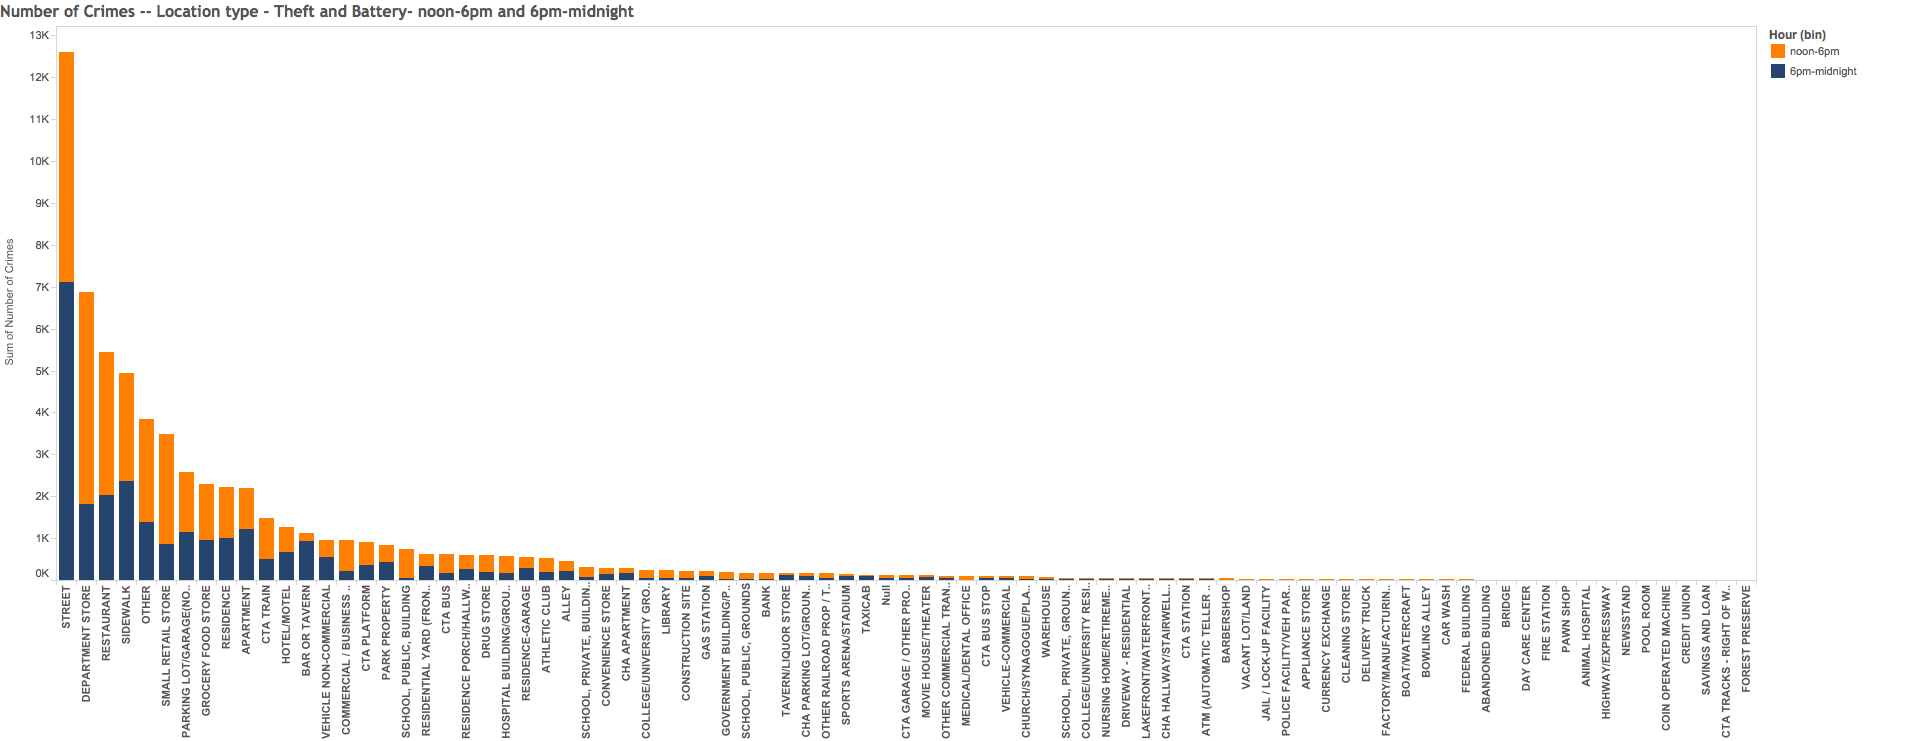 Number of Crimes -- Location type - Theft and Battery- noon-6pm and 6pm-midnight
Hour (bin)
noon-6pm
6pm-midnight
Sum of Number of Crimes
13K
12K
11K
10K
9K
8K
7K
6K
5K
4K
3K
2K
1K
0K
STREET
DEPARTMENT STORE
RESTAURANT
SIDEWALK
OTHER
SMALL RETAIL STORE
PARKING LOT/GARAGE(NO..
GROCERY FOOD STORE
RESIDENCE
APARTMENT
CTA TRAIN
HOTEL/MOTEL
BAR OR TAVERN
VEHICLE NON-COMMERCIAL
COMMERCIAL / BUSINESS ..
CTA PLATFORM
PARK PROPERTY
SCHOOL, PUBLIC, BUILDING
RESIDENTIAL YARD (FRON..
CTA BUS
RESIDENCE PORCH/HALLW..
DRUG STORE
HOSPITAL BUILDING/GROU..
RESIDENCE-GARAGE
ATHLETIC CLUB
ALLEY
SCHOOL, PRIVATE, BUILDIN..
CONVENIENCE STORE
CHA APARTMENT
COLLEGE/UNIVERSITY GRO..
LIBRARY
CONSTRUCTION SITE
GAS STATION
GOVERNMENT BUILDING/P..
SCHOOL, PUBLIC, GROUNDS
BANK
TAVERN/LIQUOR STORE
CHA PARKING LOT/GROUN..
OTHER RAILROAD PROP / T..
SPORTS ARENA/STADIUM
TAXICAB
Null
CTA GARAGE / OTHER PRO..
MOVIE HOUSE/THEATER
OTHER COMMERCIAL TRAN..
MEDICAL/DENTAL OFFICE
CTA BUS STOP
VEHICLE-COMMERCIAL
CHURCH/SYNAGOGUE/PLA..
WAREHOUSE
SCHOOL, PRIVATE, GROUN..
COLLEGE/UNIVERSITY RESI..
NURSING HOME/RETIREME..
DRIVEWAY - RESIDENTIAL
LAKEFRONT/WATERFRONT..
CHA HALLWAY/STAIRWELL..
CTA STATION
ATM (AUTOMATIC TELLER ..
BARBERSHOP
VACANT LOT/LAND
JAIL / LOCK-UP FACILITY
POLICE FACILITY/VEH PAR..
APPLIANCE STORE
CURRENCY EXCHANGE
CLEANING STORE
DELIVERY TRUCK
FACTORY/MANUFACTURIN..
BOAT/WATERCRAFT
BOWLING ALLEY
CAR WASH
FEDERAL BUILDING
ABANDONED BUILDING
BRIDGE
DAY CARE CENTER
FIRE STATION
PAWN SHOP
ANIMAL HOSPITAL
HIGHWAY/EXPRESSWAY
NEWSSTAND
POOL ROOM
COIN OPERATED MACHINE
CREDIT UNION
SAVINGS AND LOAN
CTA TRACKS - RIGHT OF W..
FOREST PRESERVE